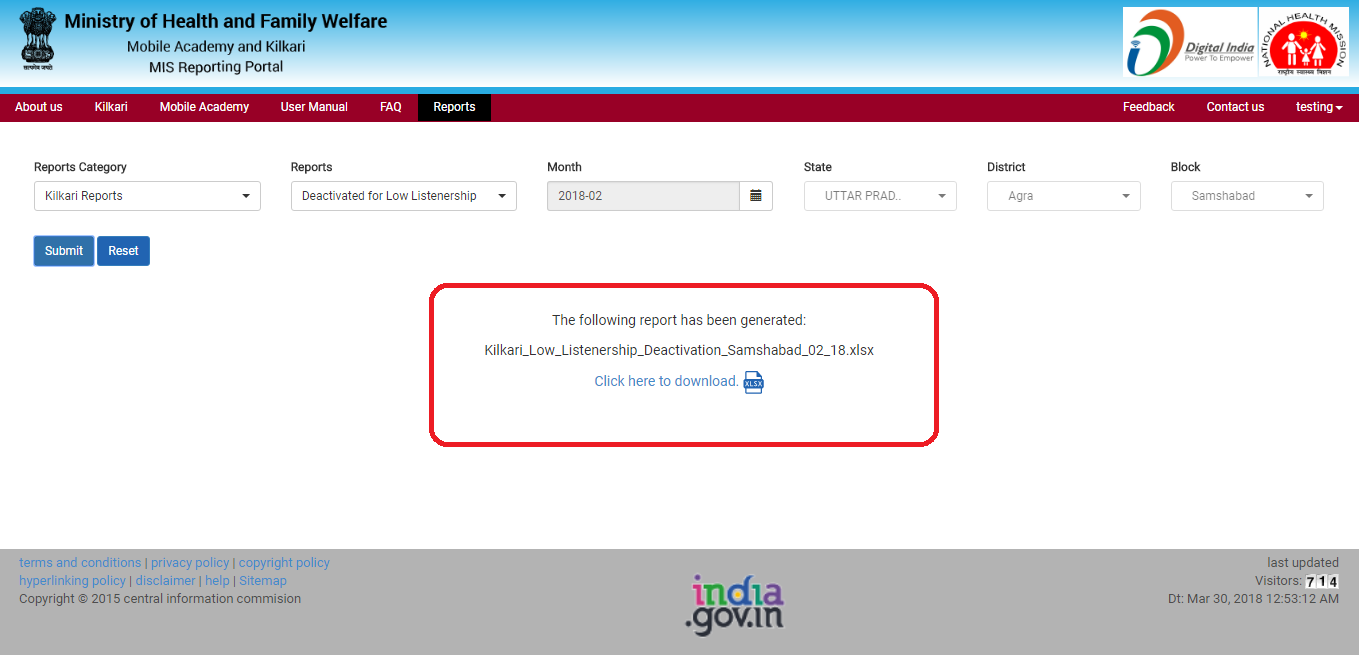 Ministry of Health and Family Welfare
Mobile Academy and Kilkari
MIS Reporting Portal
सत्यमेव जयते
Digital India
Power To Empower
NATIONAL HEALTH MISSION
राष्ट्रीय स्वास्थ्य मिशन
About us Kilkari Mobile Academy User Manual FAQ Reports Feedback Contact us testing
Reports Category Reports Month State District Block
Kilkari Reports Deactivated for Low Listenership 2018-02 UTTAR PRAD.. Agra Samshabad
Submit Reset
The following report has been generated:
Kilkari_Low_Listenership_Deactivation_Samshabad_02_18.xlsx
Click here to download. XLSX
terms and conditions | privacy policy | copyright policy
hyperlinking policy | disclaimer | help | Sitemap
Copyright © 2015 central information commision
india
.gov.in
last updated
Visitors: 714
Dt: Mar 30, 2018 12:53:12 AM